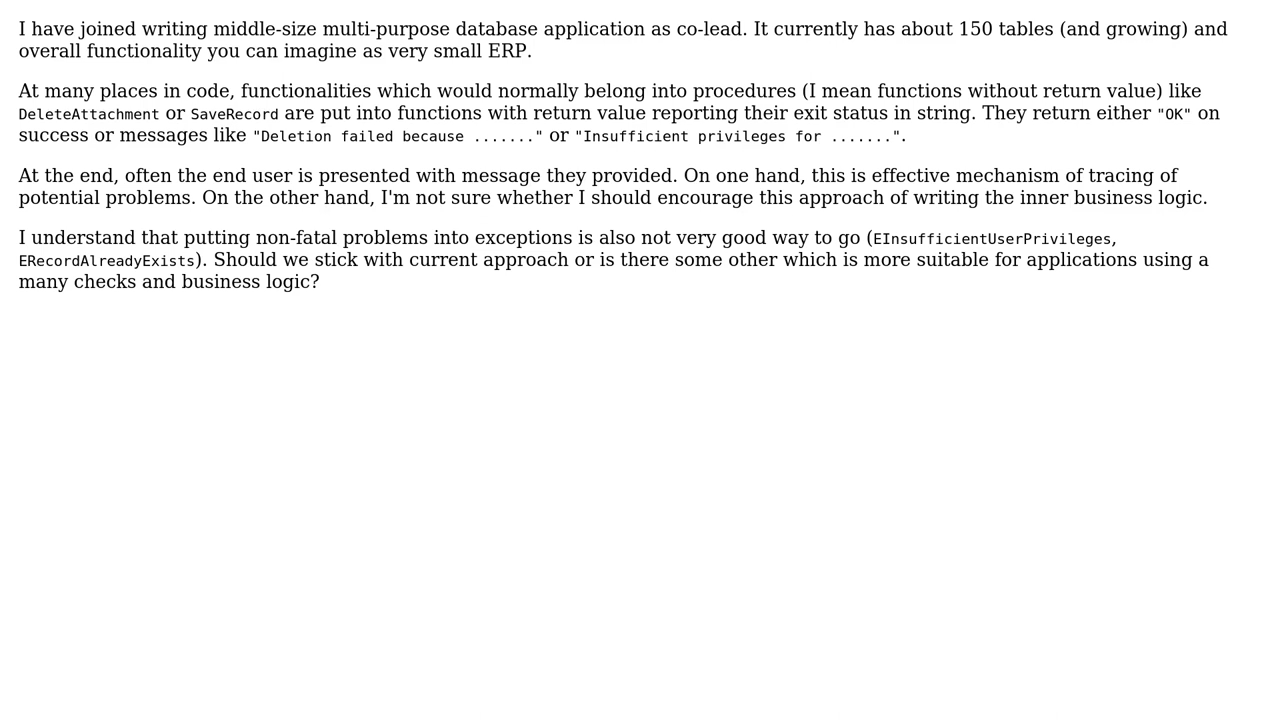 I have joined writing middle-size multi-purpose database application as co-lead. It currently has about 150 tables (and growing) and
overall functionality you can imagine as very small ERP.
At many places in code, functionalities which would normally belong into procedures (I mean functions without return value) like
DeleteAttachment or SaveRecord are put into functions with return value reporting their exit status in string. They return either "OK" on
success or messages like "Deletion failed because ......." or "Insufficient privileges for .......".
At the end, often the end user is presented with message they provided. On one hand, this is effective mechanism of tracing of
potential problems. On the other hand, I'm not sure whether I should encourage this approach of writing the inner business logic.
I understand that putting non-fatal problems into exceptions is also not very good way to go (EInsufficientUserPrivileges,
ERecordAlreadyExists). Should we stick with current approach or is there some other which is more suitable for applications using a
many checks and business logic?